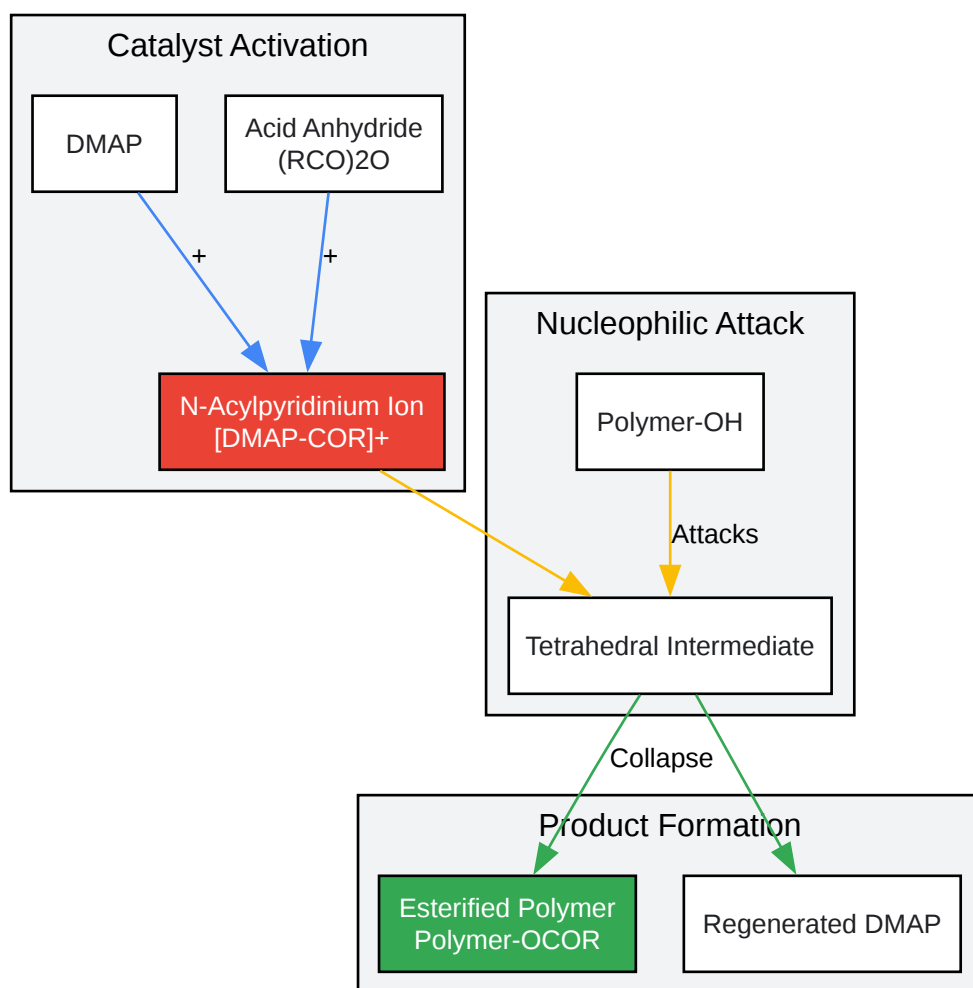 Catalyst Activation
DMAP
Acid Anhydride
(RCO)2O
+
+
N-Acylpyridinium Ion
[DMAP-COR]+
Nucleophilic Attack
Polymer-OH
Attacks
Tetrahedral Intermediate
Collapse
Product Formation
Esterified Polymer
Polymer-OCOR
Regenerated DMAP